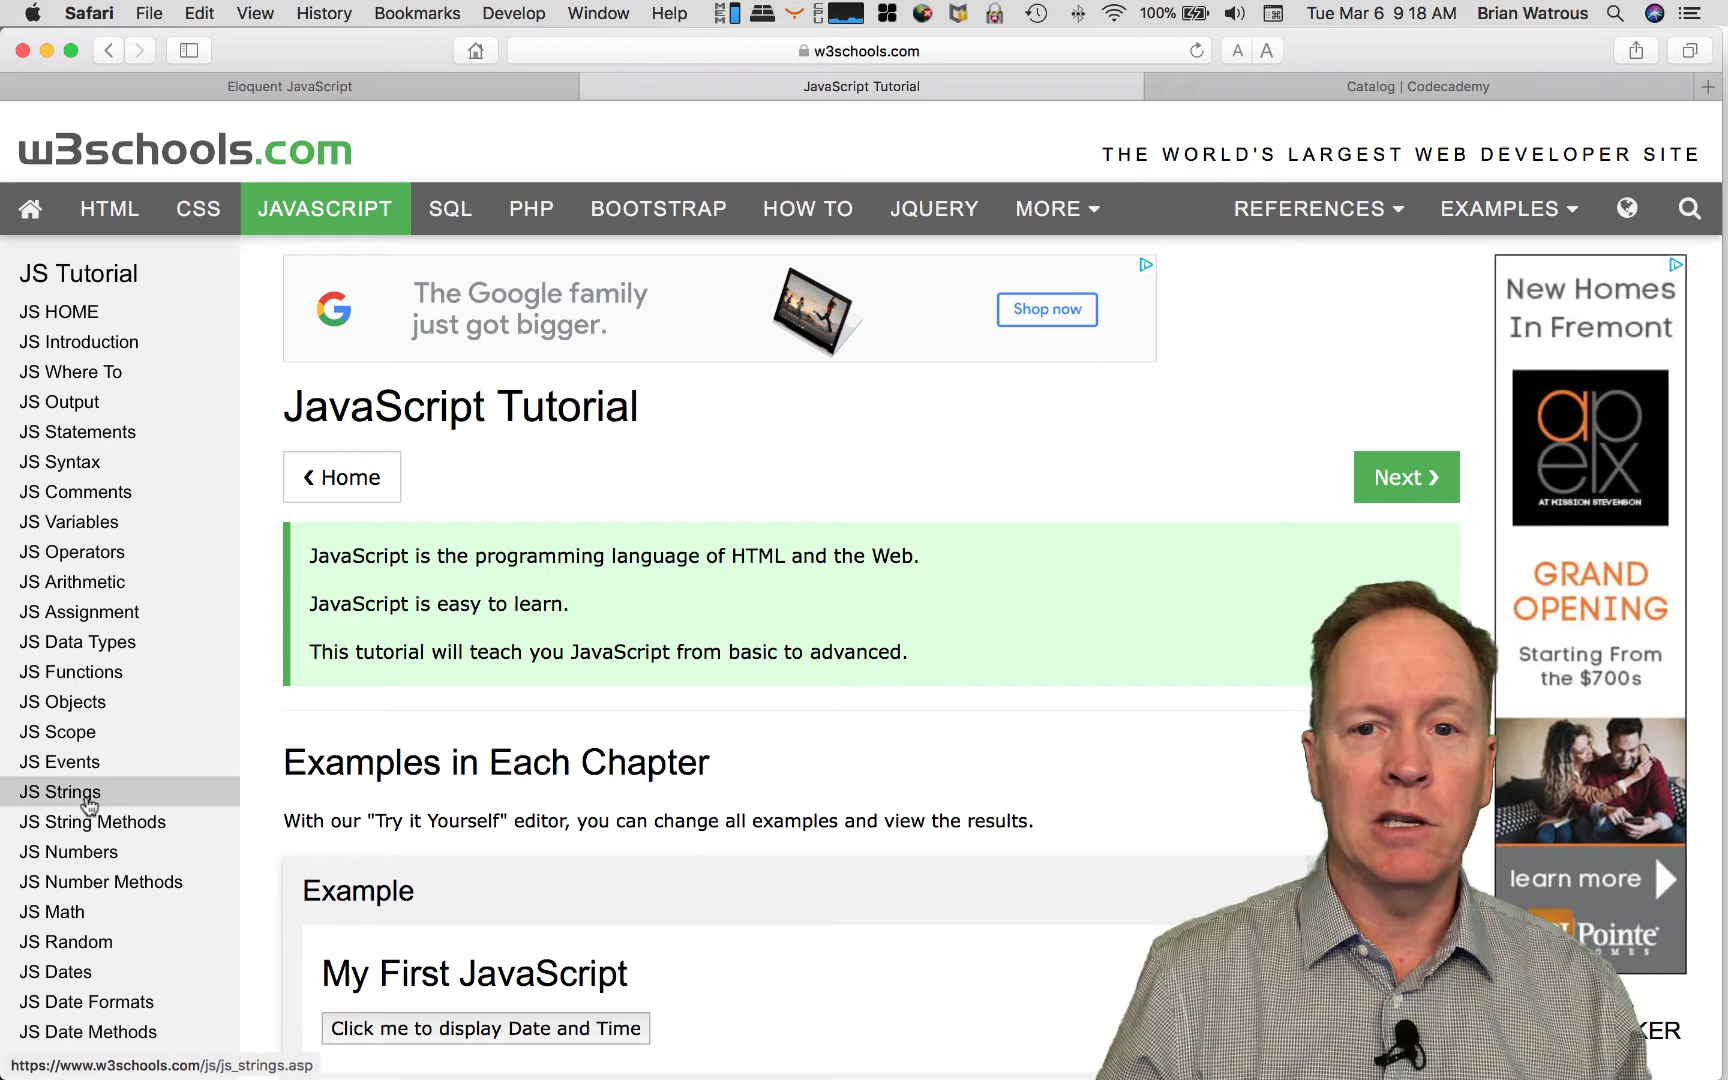 Safari File Edit View History Bookmarks Develop Window Help MEM CPU 100% Tue Mar 6 9:18 AM Brian Watrous
w3schools.com A A
Eloquent JavaScript JavaScript Tutorial Catalog | Codecademy +
w3schools.com THE WORLD'S LARGEST WEB DEVELOPER SITE
HTML CSS JAVASCRIPT SQL PHP BOOTSTRAP HOW TO JQUERY MORE REFERENCES EXAMPLES
JS Tutorial
JS HOME
JS Introduction
JS Where To
JS Output
JS Statements
JS Syntax
JS Comments
JS Variables
JS Operators
JS Arithmetic
JS Assignment
JS Data Types
JS Functions
JS Objects
JS Scope
JS Events
JS Strings
JS String Methods
JS Numbers
JS Number Methods
JS Math
JS Random
JS Dates
JS Date Formats
JS Date Methods
https://www.w3schools.com/js/js_strings.asp
G
The Google family
just got bigger.
Shop now
JavaScript Tutorial
❮ Home
Next ❯
JavaScript is the programming language of HTML and the Web.
JavaScript is easy to learn.
This tutorial will teach you JavaScript from basic to advanced.
Examples in Each Chapter
With our "Try it Yourself" editor, you can change all examples and view the results.
Example
My First JavaScript
Click me to display Date and Time
New Homes
In Fremont
apelx
AT MISSION STEVENSON
GRAND
OPENING
Starting From
the $700s
learn more
Pointe
OMES
KER